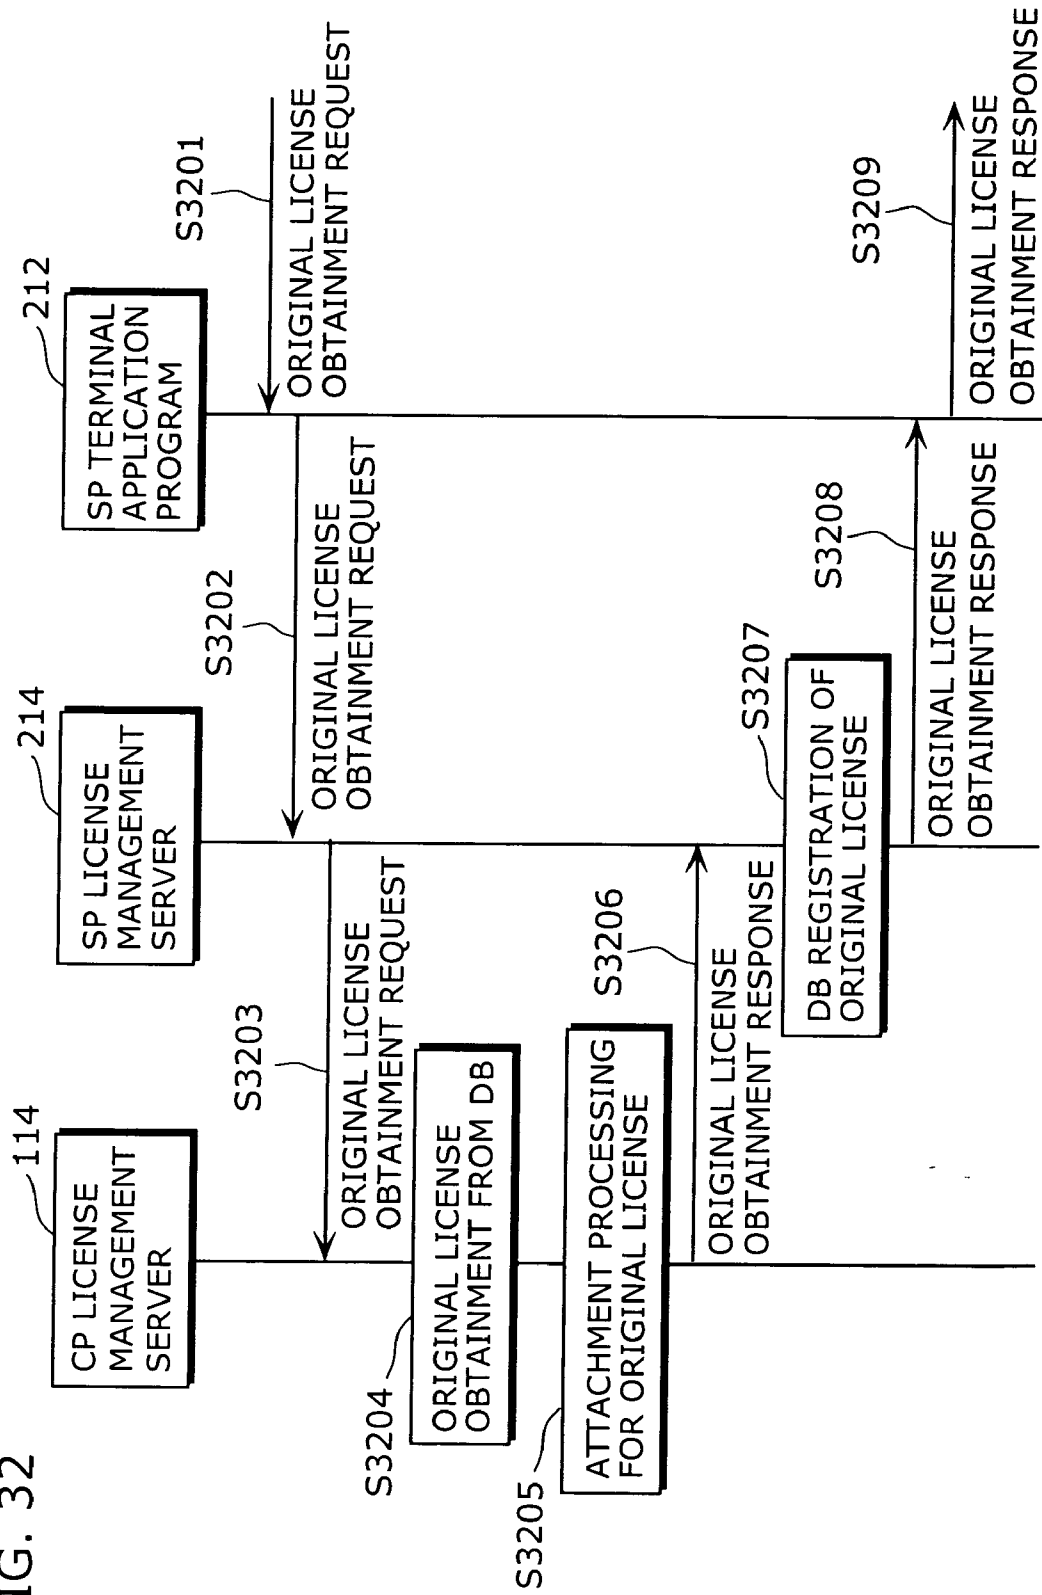 IG. 32
114
CP LICENSE
MANAGEMENT
SERVER
214
SP LICENSE
MANAGEMENT
SERVER
212
SP TERMINAL
APPLICATION
PROGRAM
S3201
ORIGINAL LICENSE
OBTAINMENT REQUEST
S3202
ORIGINAL LICENSE
OBTAINMENT REQUEST
S3203
ORIGINAL LICENSE
OBTAINMENT REQUEST
S3204
ORIGINAL LICENSE
OBTAINMENT FROM DB
S3205
ATTACHMENT PROCESSING
FOR ORIGINAL LICENSE
S3206
ORIGINAL LICENSE
OBTAINMENT RESPONSE
S3207
DB REGISTRATION OF
ORIGINAL LICENSE
S3208
ORIGINAL LICENSE
OBTAINMENT RESPONSE
S3209
ORIGINAL LICENSE
OBTAINMENT RESPONSE